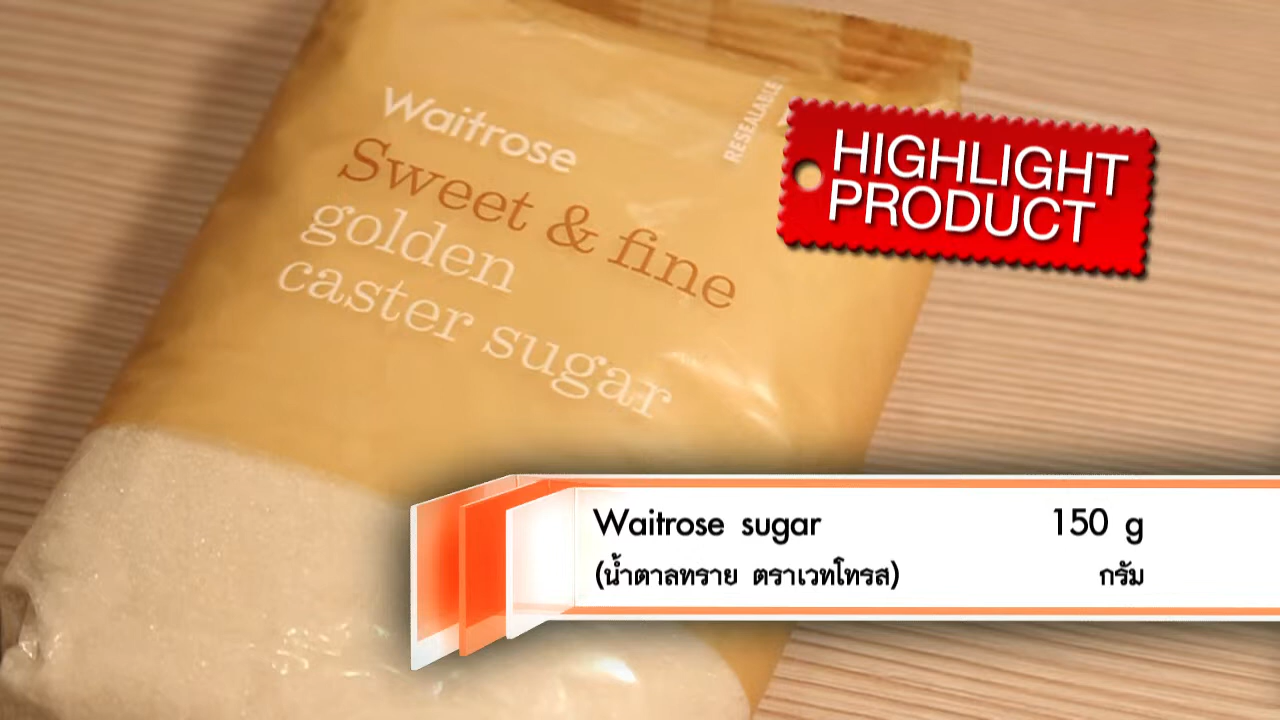 Waitrose
Sweet & fine
golden
caster sugar
RESEALABLE
HIGHLIGHT
PRODUCT
Waitrose sugar 150 g
(น้ำตาลทราย ตราเวทโทรส) กรัม